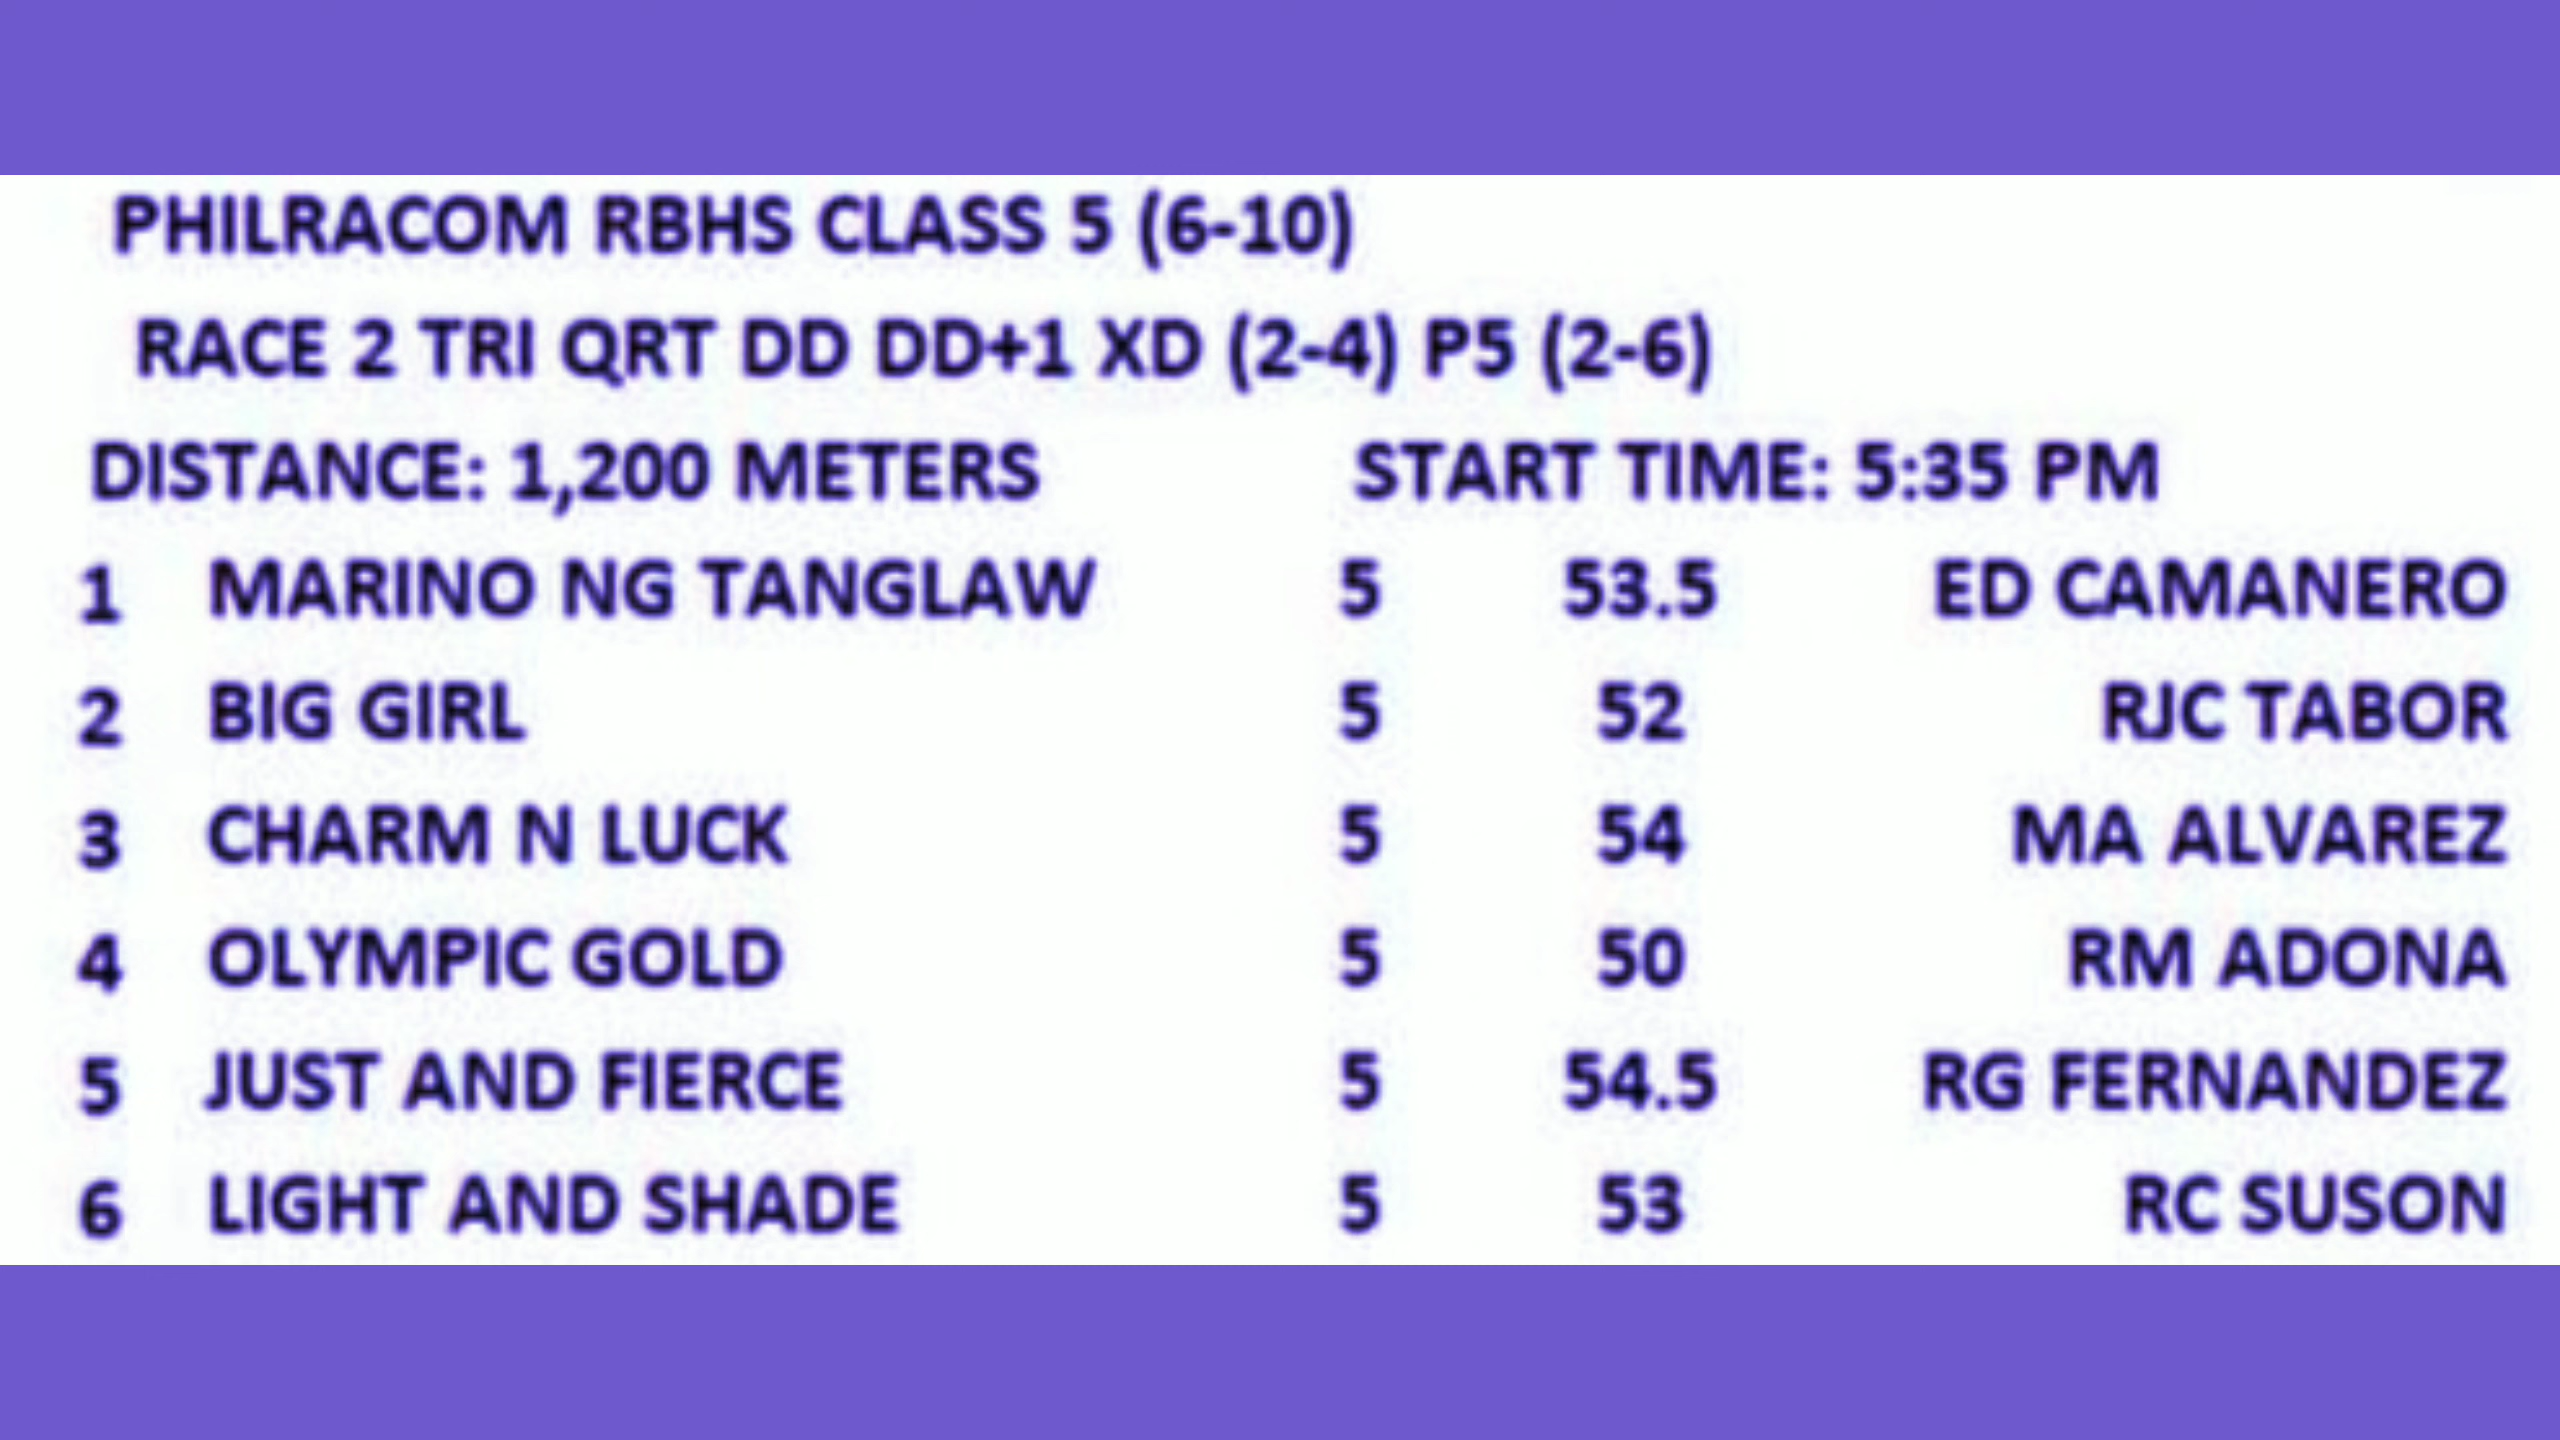 PHILRACOM RBHS CLASS 5 (6-10)
RACE 2 TRI QRT DD DD+1 XD (2-4) P5 (2-6)
DISTANCE: 1,200 METERS START TIME: 5:35 PM
1 MARINO NG TANGLAW 5 53.5 ED CAMANERO
2 BIG GIRL 5 52 RJC TABOR
3 CHARM N LUCK 5 54 MA ALVAREZ
4 OLYMPIC GOLD 5 50 RM ADONA
5 JUST AND FIERCE 5 54.5 RG FERNANDEZ
6 LIGHT AND SHADE 5 53 RC SUSON